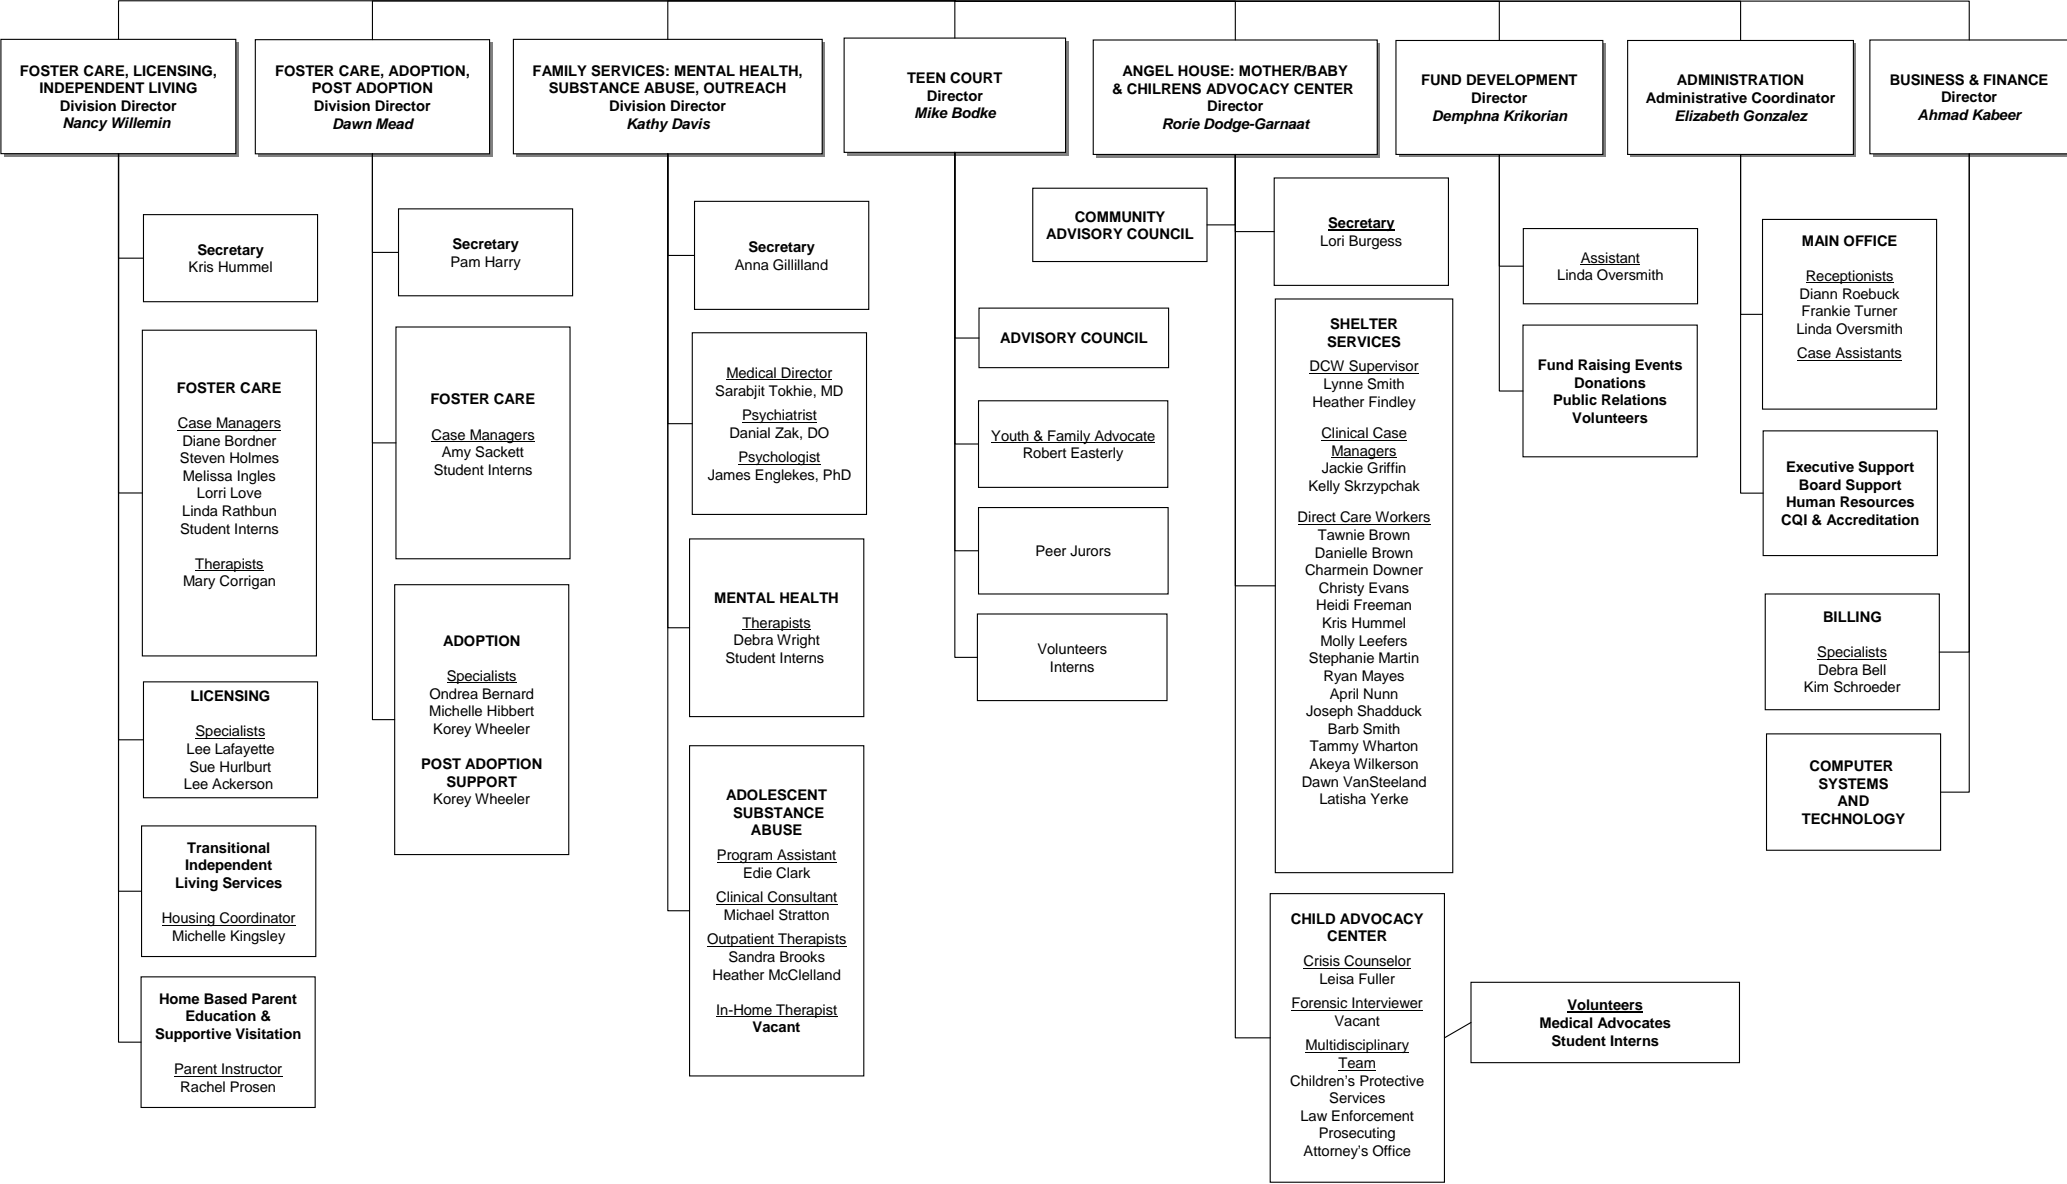 FOSTER CARE, LICENSING,
INDEPENDENT LIVING
Division Director
Nancy Willemin
FOSTER CARE, ADOPTION,
POST ADOPTION
Division Director
Dawn Mead
FAMILY SERVICES: MENTAL HEALTH,
SUBSTANCE ABUSE, OUTREACH
Division Director
Kathy Davis
TEEN COURT
Director
Mike Bodke
ANGEL HOUSE: MOTHER/BABY
& CHILRENS ADVOCACY CENTER
Director
Rorie Dodge-Garnaat
FUND DEVELOPMENT
Director
Demphna Krikorian
ADMINISTRATION
Administrative Coordinator
Elizabeth Gonzalez
BUSINESS & FINANCE
Director
Ahmad Kabeer
Secretary
Kris Hummel
FOSTER CARE
Case Managers
Diane Bordner
Steven Holmes
Melissa Ingles
Lorri Love
Linda Rathbun
Student Interns
Therapists
Mary Corrigan
LICENSING
Specialists
Lee Lafayette
Sue Hurlburt
Lee Ackerson
Transitional
Independent
Living Services
Housing Coordinator
Michelle Kingsley
Home Based Parent
Education &
Supportive Visitation
Parent Instructor
Rachel Prosen
Secretary
Pam Harry
FOSTER CARE
Case Managers
Amy Sackett
Student Interns
ADOPTION
Specialists
Ondrea Bernard
Michelle Hibbert
Korey Wheeler
POST ADOPTION
SUPPORT
Korey Wheeler
Secretary
Anna Gillilland
Medical Director
Sarabjit Tokhie, MD
Psychiatrist
Danial Zak, DO
Psychologist
James Englekes, PhD
MENTAL HEALTH
Therapists
Debra Wright
Student Interns
ADOLESCENT
SUBSTANCE
ABUSE
Program Assistant
Edie Clark
Clinical Consultant
Michael Stratton
Outpatient Therapists
Sandra Brooks
Heather McClelland
In-Home Therapist
Vacant
ADVISORY COUNCIL
Youth & Family Advocate
Robert Easterly
Peer Jurors
Volunteers
Interns
COMMUNITY
ADVISORY COUNCIL
Secretary
Lori Burgess
SHELTER
SERVICES
DCW Supervisor
Lynne Smith
Heather Findley
Clinical Case
Managers
Jackie Griffin
Kelly Skrzypchak
Direct Care Workers
Tawnie Brown
Danielle Brown
Charmein Downer
Christy Evans
Heidi Freeman
Kris Hummel
Molly Leefers
Stephanie Martin
Ryan Mayes
April Nunn
Joseph Shadduck
Barb Smith
Tammy Wharton
Akeya Wilkerson
Dawn VanSteeland
Latisha Yerke
CHILD ADVOCACY
CENTER
Crisis Counselor
Leisa Fuller
Forensic Interviewer
Vacant
Multidisciplinary
Team
Children's Protective
Services
Law Enforcement
Prosecuting
Attorney's Office
Volunteers
Medical Advocates
Student Interns
Assistant
Linda Oversmith
Fund Raising Events
Donations
Public Relations
Volunteers
MAIN OFFICE
Receptionists
Diann Roebuck
Frankie Turner
Linda Oversmith
Case Assistants
Executive Support
Board Support
Human Resources
CQI & Accreditation
BILLING
Specialists
Debra Bell
Kim Schroeder
COMPUTER
SYSTEMS
AND
TECHNOLOGY